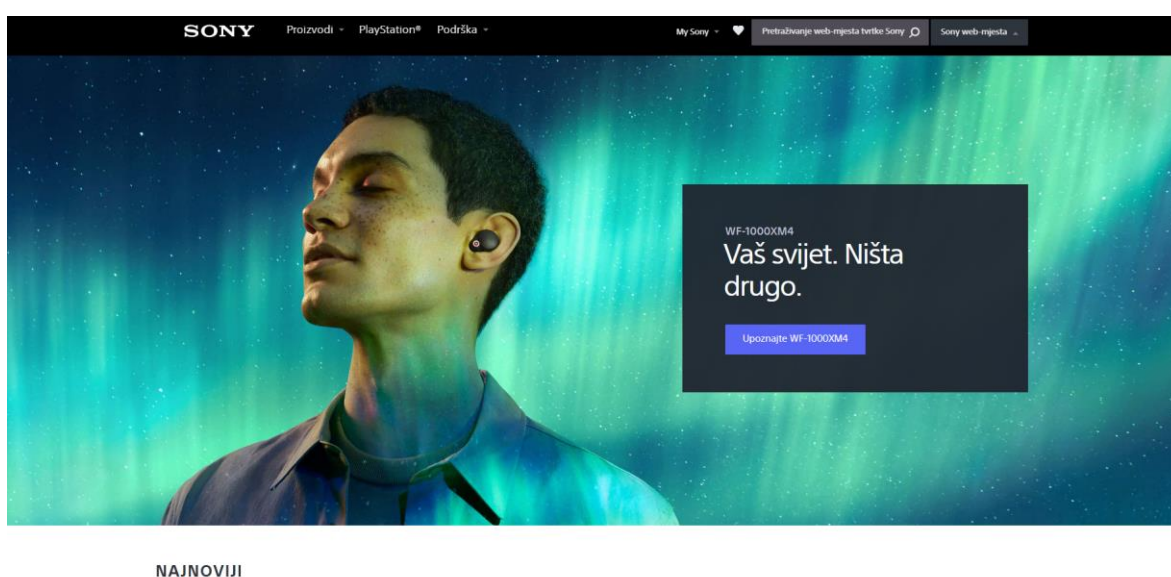 SONY Proizvodi PlayStation® Podrška My Sony Pretraživanje web-mjesta tvrtke Sony Sony web-mjesta
WF-1000XM4
Vaš svijet. Ništa
drugo.
Upoznajte WF-1000XM4
NAJNOVIJI